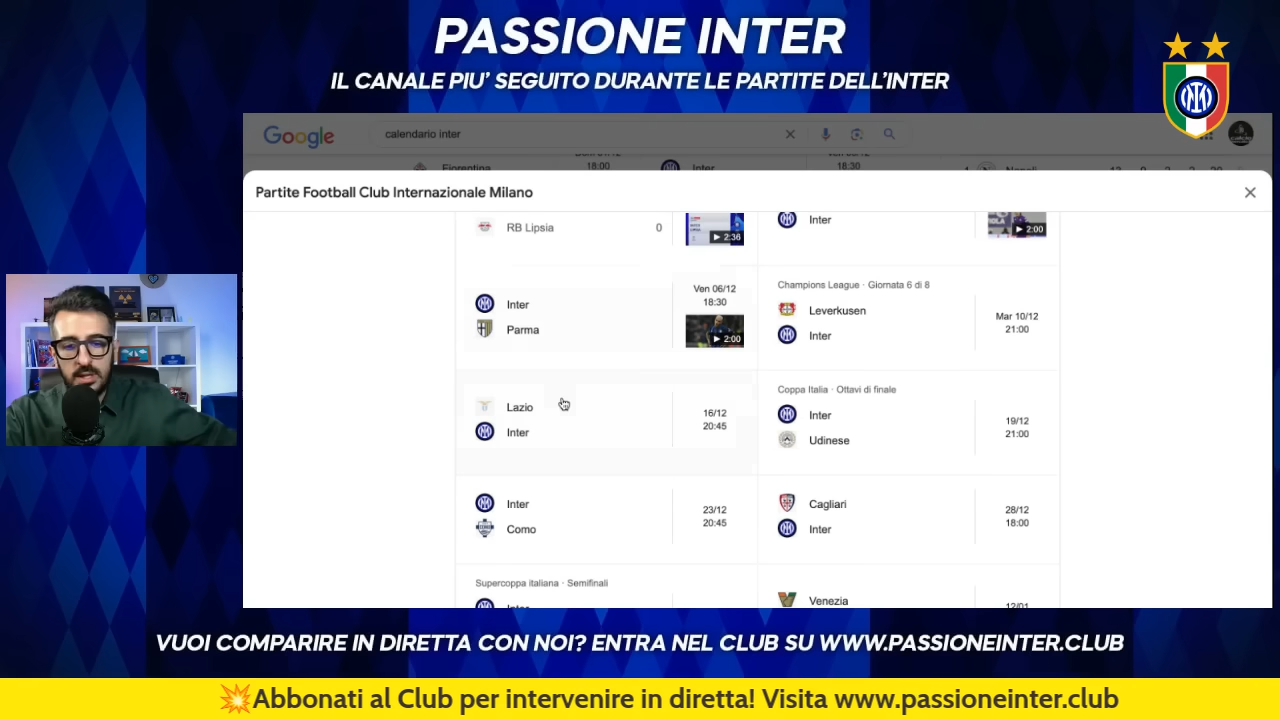 PASSIONE INTER
IL CANALE PIU' SEGUITO DURANTE LE PARTITE DELL'INTER
Google
calendario inter
Fiorentina
18:00
Inter
18:30
Partite Football Club Internazionale Milano
RB Lipsia 0
2:36
Inter
2:00
Inter
Parma
Ven 06/12
18:30
2:00
Champions League · Giornata 6 di 8
Leverkusen
Inter
Mar 10/12
21:00
Lazio
Inter
16/12
20:45
Coppa Italia · Ottavi di finale
Inter
Udinese
19/12
21:00
Inter
Como
23/12
20:45
Cagliari
Inter
28/12
18:00
Supercoppa italiana · Semifinali
Inter
Venezia
12/01
VUOI COMPARIRE IN DIRETTA CON NOI? ENTRA NEL CLUB SU WWW.PASSIONEINTER.CLUB
💥Abbonati al Club per intervenire in diretta! Visita www.passioneinter.club